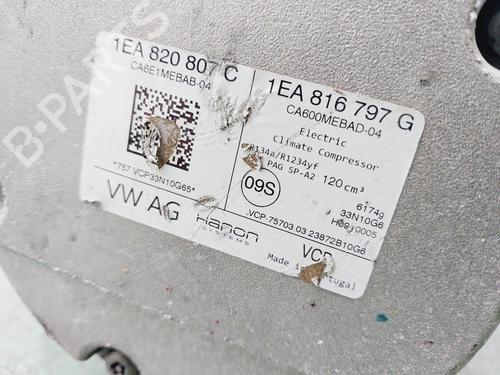 1EA 820 807 C
CA6E1MEBAB-04
*757 VCP33N10G65*
VW AG
Hanon
SYSTEMS
1EA 816 797 G
CA600MEBAD-04
Electric
Climate Compressor
R134a/R1234yf
PAG SP-A2
120 cm³
09S
6174g
33N10G6
VCP-75703.03 23872B10G6
VCP
Made in Portugal
B-PARTS